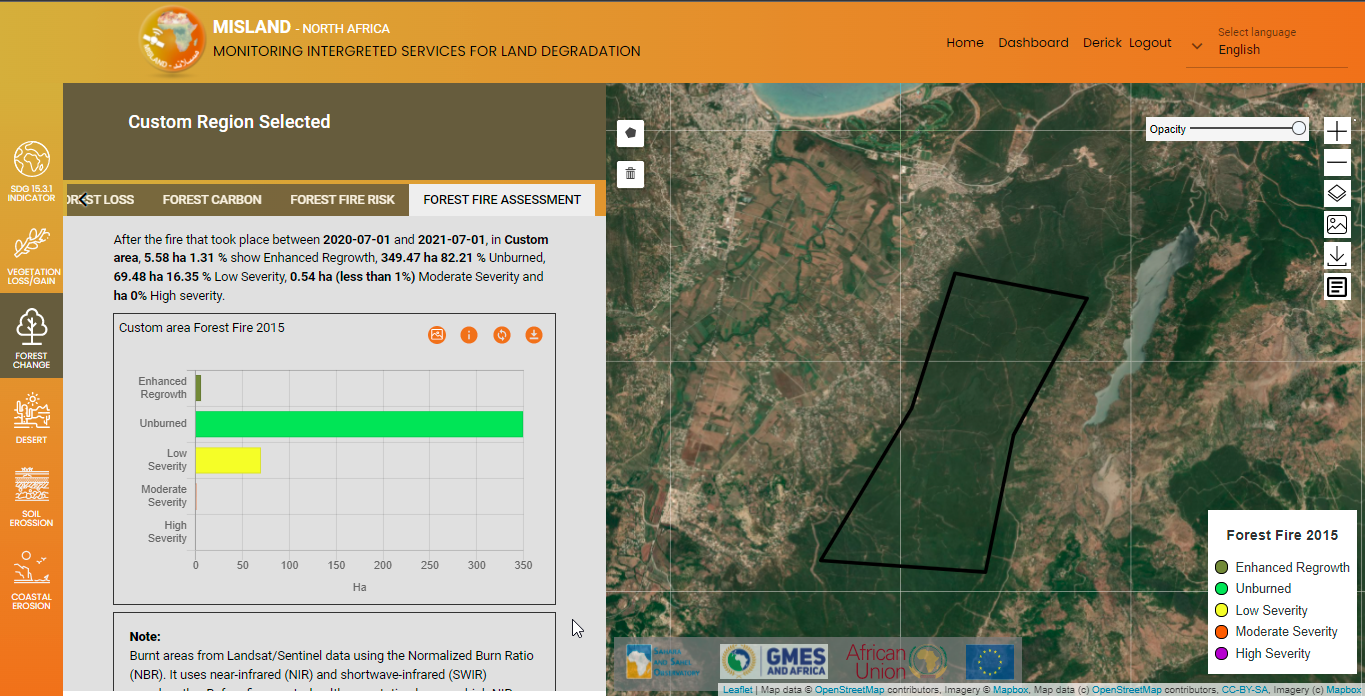 MISLAND - NORTH AFRICA
MONITORING INTERGRETED SERVICES FOR LAND DEGRADATION
Home Dashboard Derick Logout
Select language
English
SDG 15.3.1
INDICATOR
VEGETATION
LOSS/GAIN
FOREST
CHANGE
DESERT
SOIL
EROSSION
COASTAL
EROSION
Custom Region Selected
LOSS FOREST CARBON FOREST FIRE RISK FOREST FIRE ASSESSMENT
After the fire that took place between 2020-07-01 and 2021-07-01, in Custom
area, 5.58 ha 1.31 % show Enhanced Regrowth, 349.47 ha 82.21 % Unburned,
69.48 ha 16.35 % Low Severity, 0.54 ha (less than 1%) Moderate Severity and
ha 0% High severity.
Custom area Forest Fire 2015
Enhanced
Regrowth
Unburned
Low
Severity
Moderate
Severity
High
Severity
0 50 100 150 200 250 300 350
Ha
Note:
Burnt areas from Landsat/Sentinel data using the Normalized Burn Ratio
(NBR). It uses near-infrared (NIR) and shortwave-infrared (SWIR)
Opacity
Forest Fire 2015
Enhanced Regrowth
Unburned
Low Severity
Moderate Severity
High Severity
GMES
AND AFRICA
African
Union
Leaflet | Map data © OpenStreetMap contributors, Imagery © Mapbox, Map data (c) OpenStreetMap contributors, CC-BY-SA, Imagery (c) Mapbox